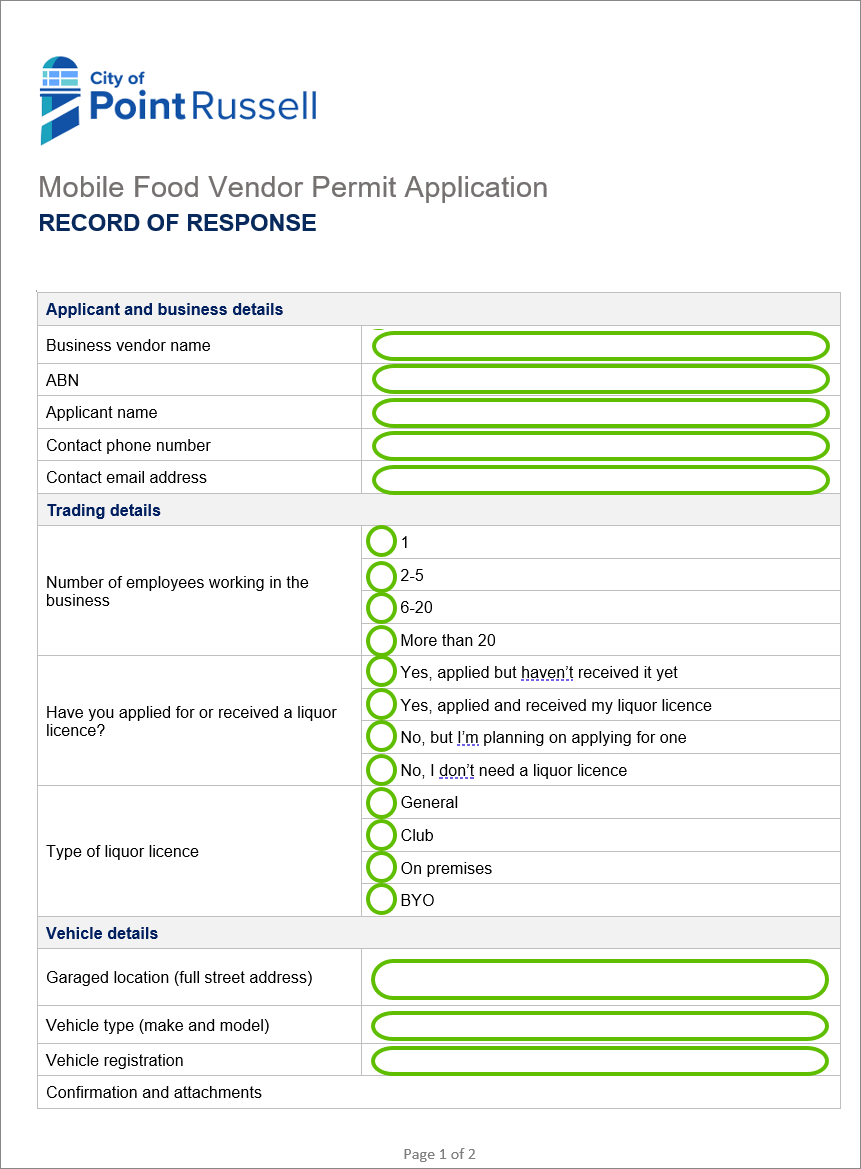 City of
Point Russell
Mobile Food Vendor Permit Application
RECORD OF RESPONSE
Applicant and business details
Business vendor name
ABN
Applicant name
Contact phone number
Contact email address
Trading details
Number of employees working in the
business
1
2-5
6-20
More than 20
Have you applied for or received a liquor
licence?
Yes, applied but haven’t received it yet
Yes, applied and received my liquor licence
No, but I’m planning on applying for one
No, I don’t need a liquor licence
Type of liquor licence
General
Club
On premises
BYO
Vehicle details
Garaged location (full street address)
Vehicle type (make and model)
Vehicle registration
Confirmation and attachments
Page 1 of 2